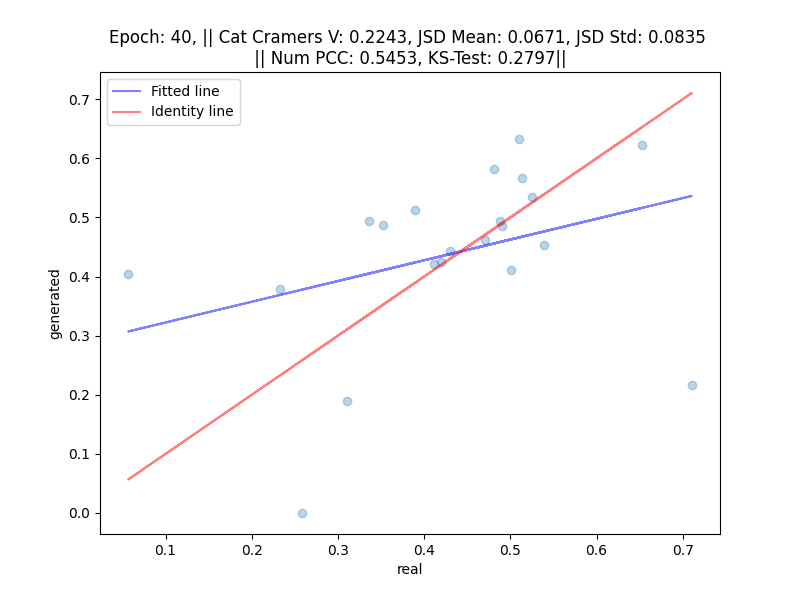 Epoch: 40, || Cat Cramers V: 0.2243, JSD Mean: 0.0671, JSD Std: 0.0835
|| Num PCC: 0.5453, KS-Test: 0.2797||
Fitted line
Identity line
generated
0.7
0.6
0.5
0.4
0.3
0.2
0.1
0.0
0.1 0.2 0.3 0.4 0.5 0.6 0.7
real